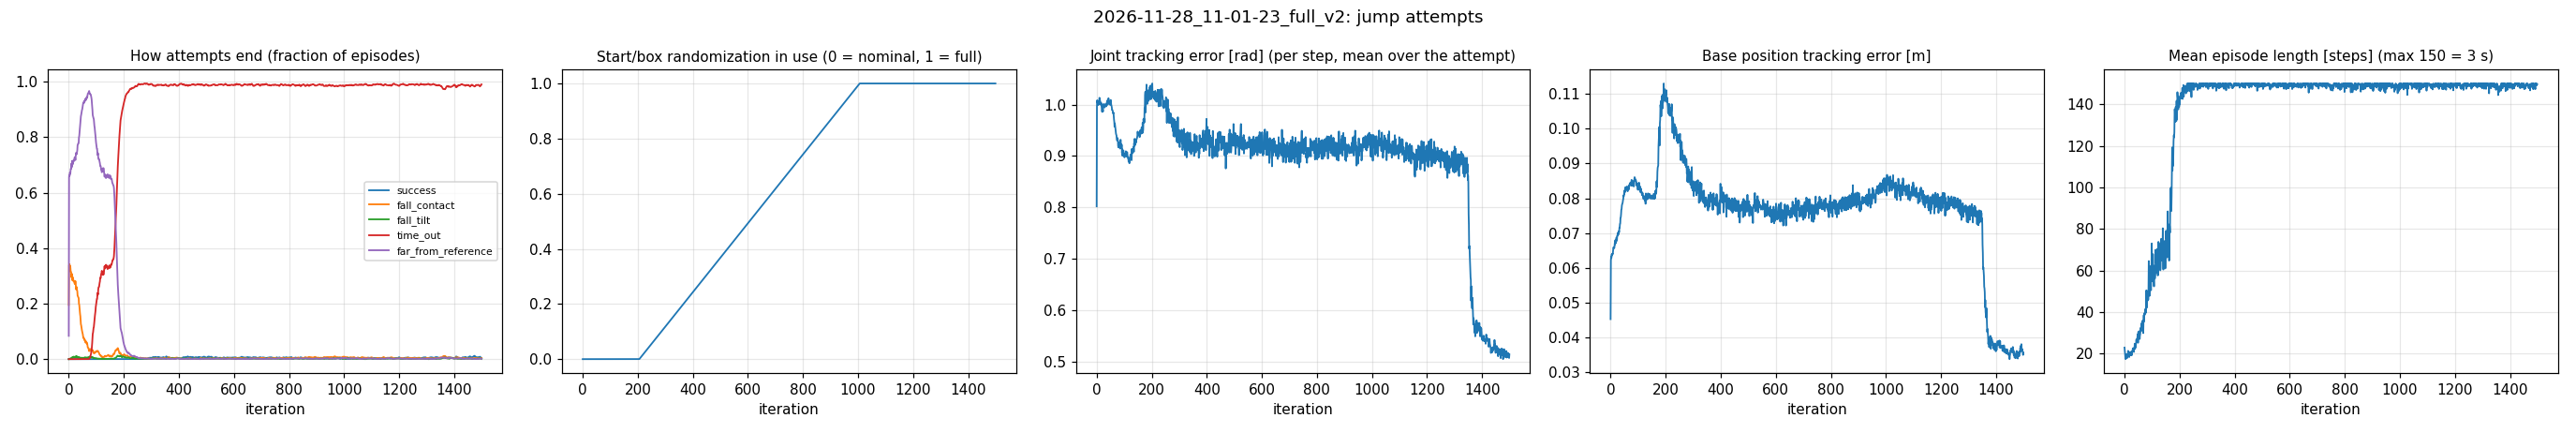 2026-11-28_11-01-23_full_v2: jump attempts
How attempts end (fraction of episodes)
1.0
0.8
0.6
0.4
0.2
0.0
success
fall_contact
fall_tilt
time_out
far_from_reference
0 200 400 600 800 1000 1200 1400
iteration
Start/box randomization in use (0 = nominal, 1 = full)
1.0
0.8
0.6
0.4
0.2
0.0
0 200 400 600 800 1000 1200 1400
iteration
Joint tracking error [rad] (per step, mean over the attempt)
1.0
0.9
0.8
0.7
0.6
0.5
0 200 400 600 800 1000 1200 1400
iteration
Base position tracking error [m]
0.11
0.10
0.09
0.08
0.07
0.06
0.05
0.04
0.03
0 200 400 600 800 1000 1200 1400
iteration
Mean episode length [steps] (max 150 = 3 s)
140
120
100
80
60
40
20
0 200 400 600 800 1000 1200 1400
iteration